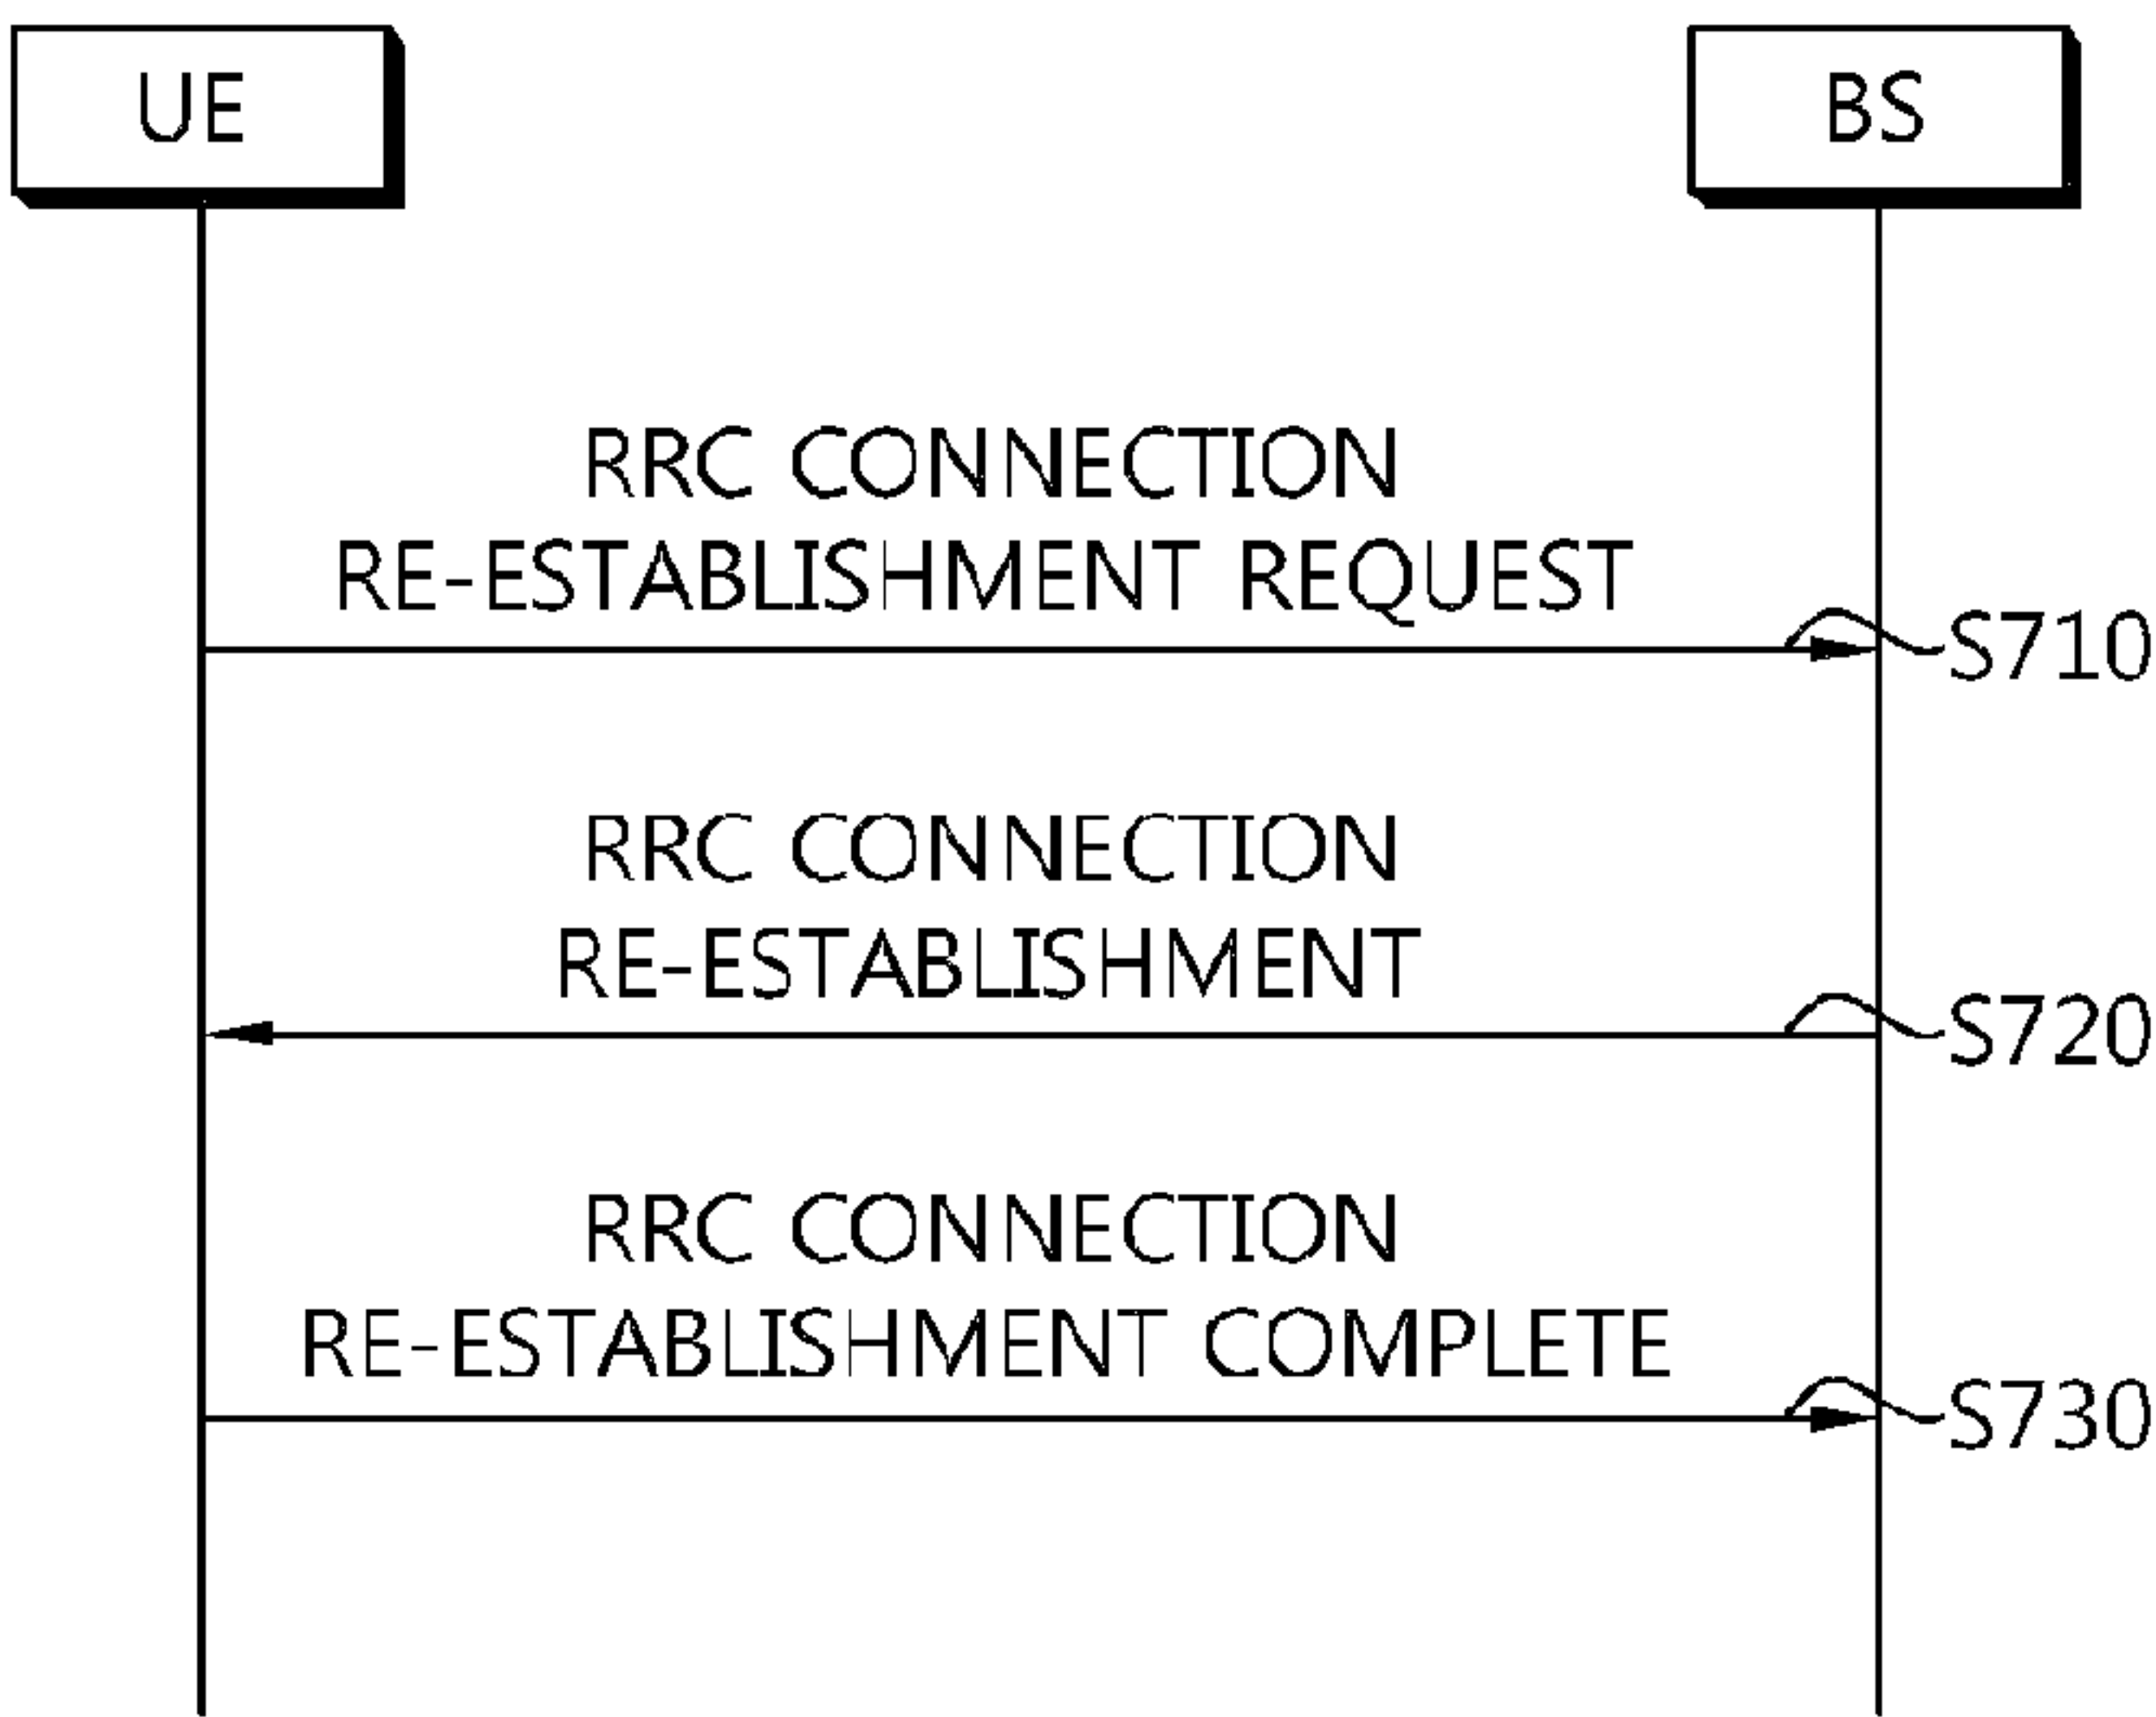 UE
BS
RRC CONNECTION
RE-ESTABLISHMENT REQUEST
S710
RRC CONNECTION
RE-ESTABLISHMENT
S720
RRC CONNECTION
RE-ESTABLISHMENT COMPLETE
S730